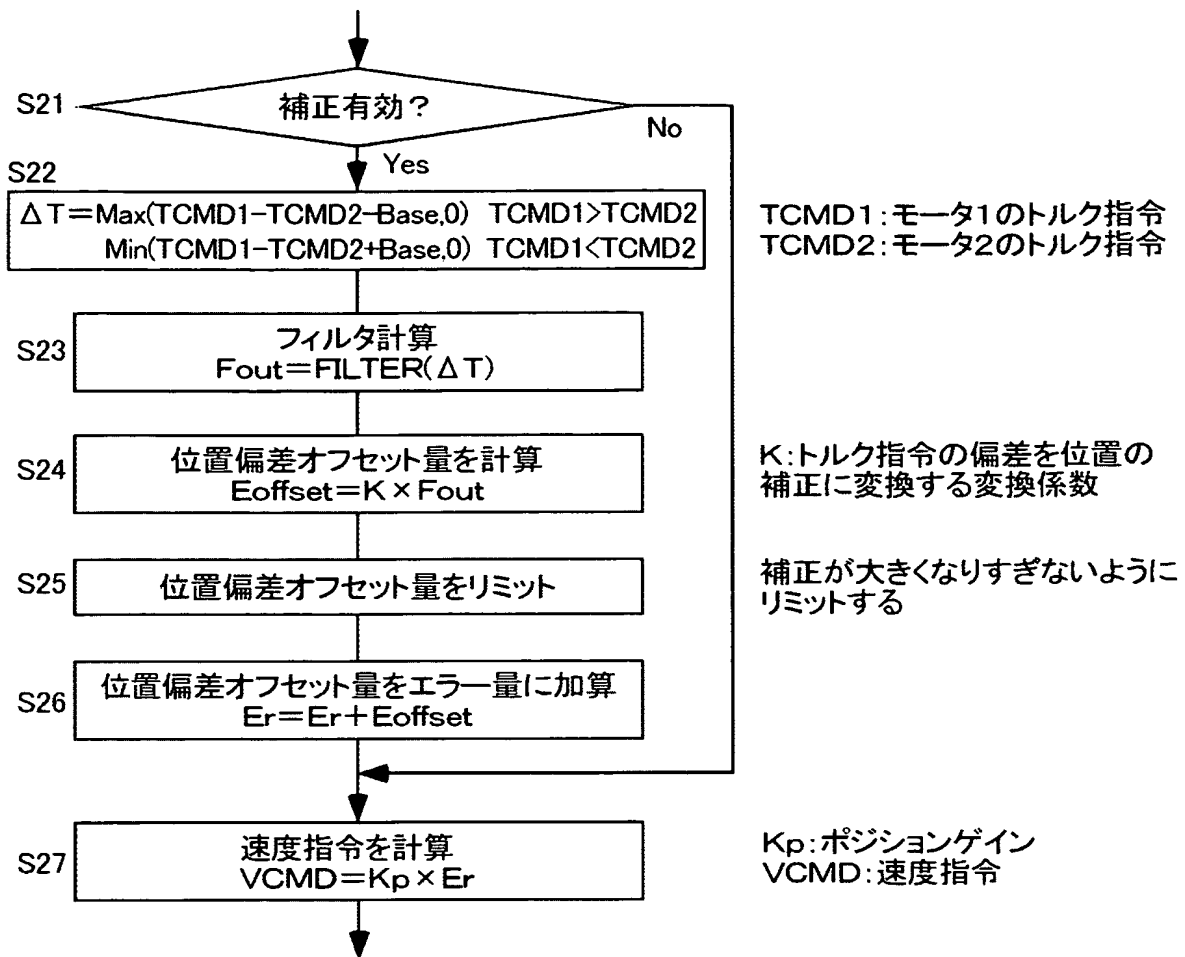 S21
補正有効？
No
Yes
S22
ΔT＝Max(TCMD1−TCMD2−Base,0) TCMD1>TCMD2
Min(TCMD1−TCMD2+Base,0) TCMD1<TCMD2
TCMD1：モータ1のトルク指令
TCMD2：モータ2のトルク指令
S23
フィルタ計算
Fout＝FILTER(ΔT)
S24
位置偏差オフセット量を計算
Eoffset＝K×Fout
K：トルク指令の偏差を位置の
補正に変換する変換係数
S25
位置偏差オフセット量をリミット
補正が大きくなりすぎないように
リミットする
S26
位置偏差オフセット量をエラー量に加算
Er＝Er＋Eoffset
S27
速度指令を計算
VCMD＝Kp×Er
Kp：ポジションゲイン
VCMD：速度指令